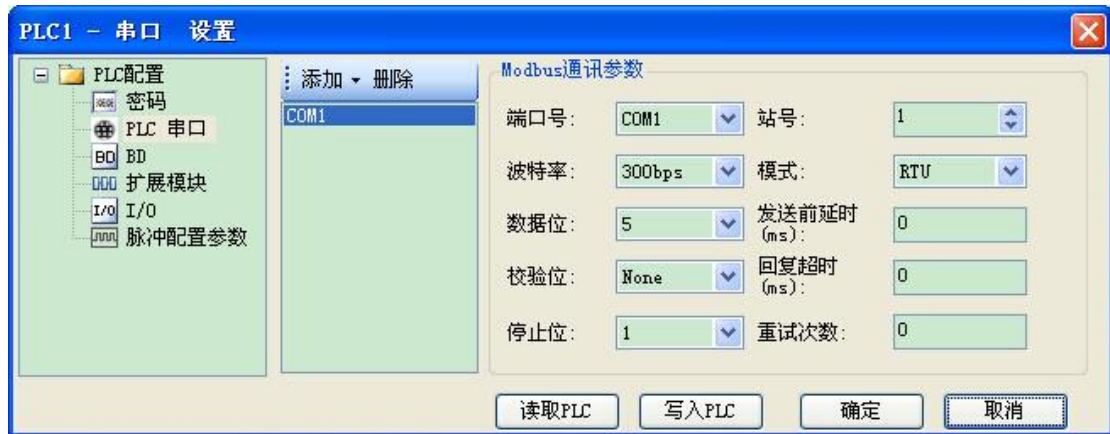 PLC1 - 串口 设置
PLC配置
密码
PLC 串口
BD BD
扩展模块
I/O I/O
脉冲配置参数
添加 删除
COM1
Modbus通讯参数
端口号: COM1 站号: 1
波特率: 300bps 模式: RTU
数据位: 5 发送前延时(ms): 0
校验位: None 回复超时(ms): 0
停止位: 1 重试次数: 0
读取PLC 写入PLC 确定 取消